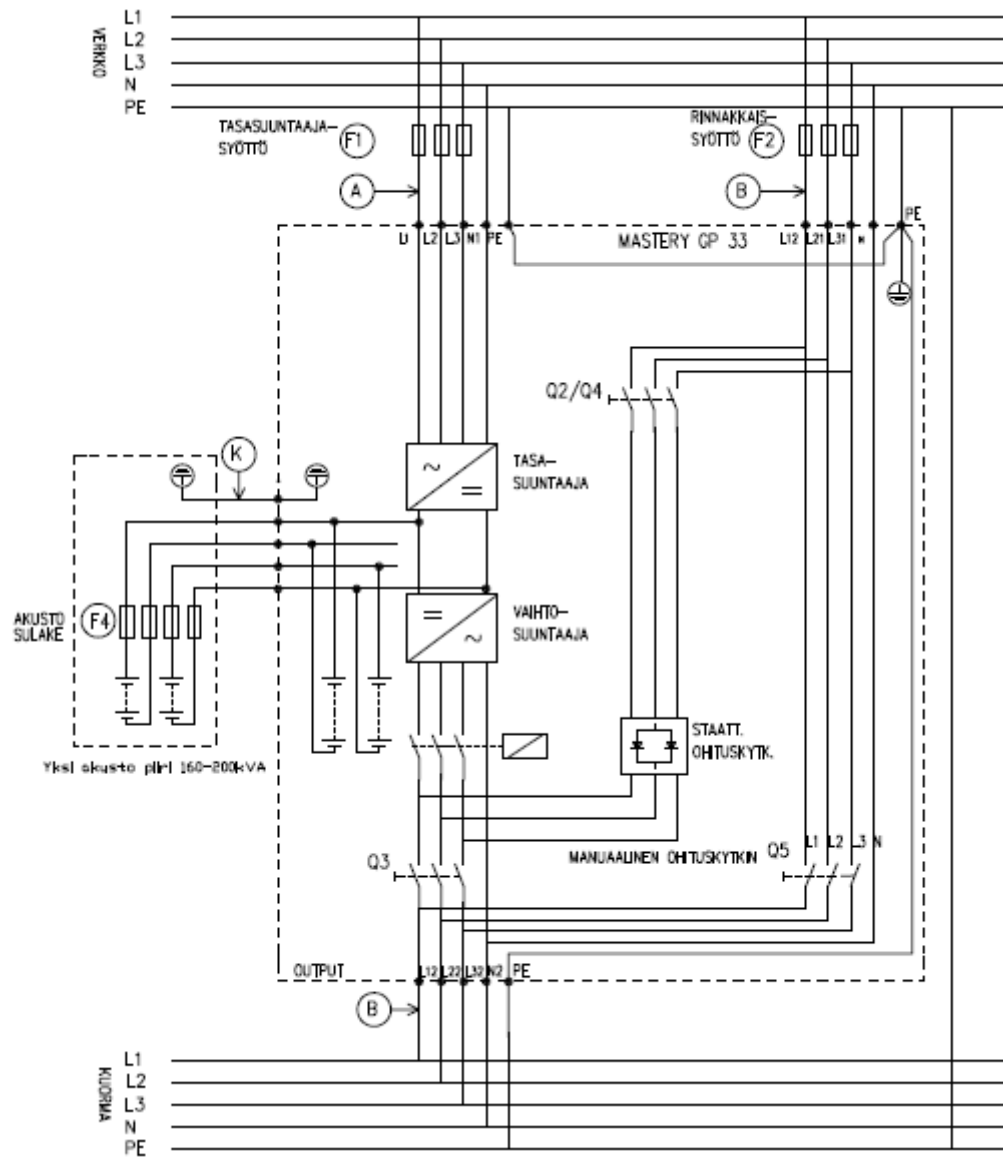 L1
L2
VERKKO
L3
N
PE
TASASUUNTAAJA-
SYÖTTÖ
F1
RINNAKKAIS-
SYÖTTÖ
F2
A
B
L1 L2 L3 N1 PE
MASTERY GP 33
L12 L21 L31 N
PE
Q2/Q4
K
~
=
TASA-
SUUNTAAJA
AKUSTO
SULAKE
F4
=
~
VAIHTO-
SUUNTAAJA
STAATT.
OHITUSKYTK.
Yksi akusto piiri 160-200kVA
Q3
MANUAALINEN OHITUSKYTKIN
Q5
L1 L2 L3 N
OUTPUT
L12 L22 L32 N2 PE
B
L1
L2
KUORMA
L3
N
PE